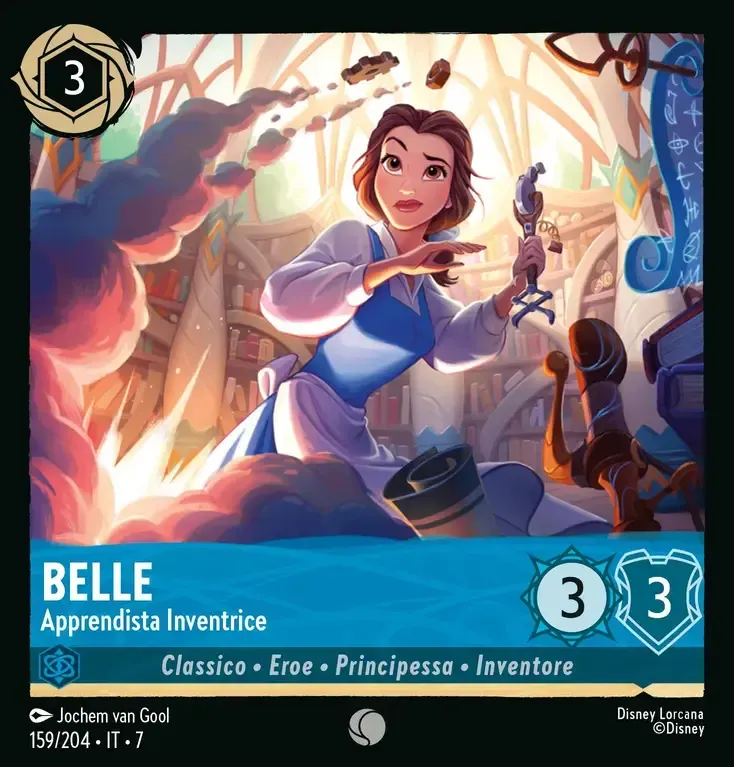 3
BELLE
Apprendista Inventrice
3 3
Classico • Eroe • Principessa • Inventore
Jochem van Gool
159/204 • IT • 7
Disney Lorcana
©Disney